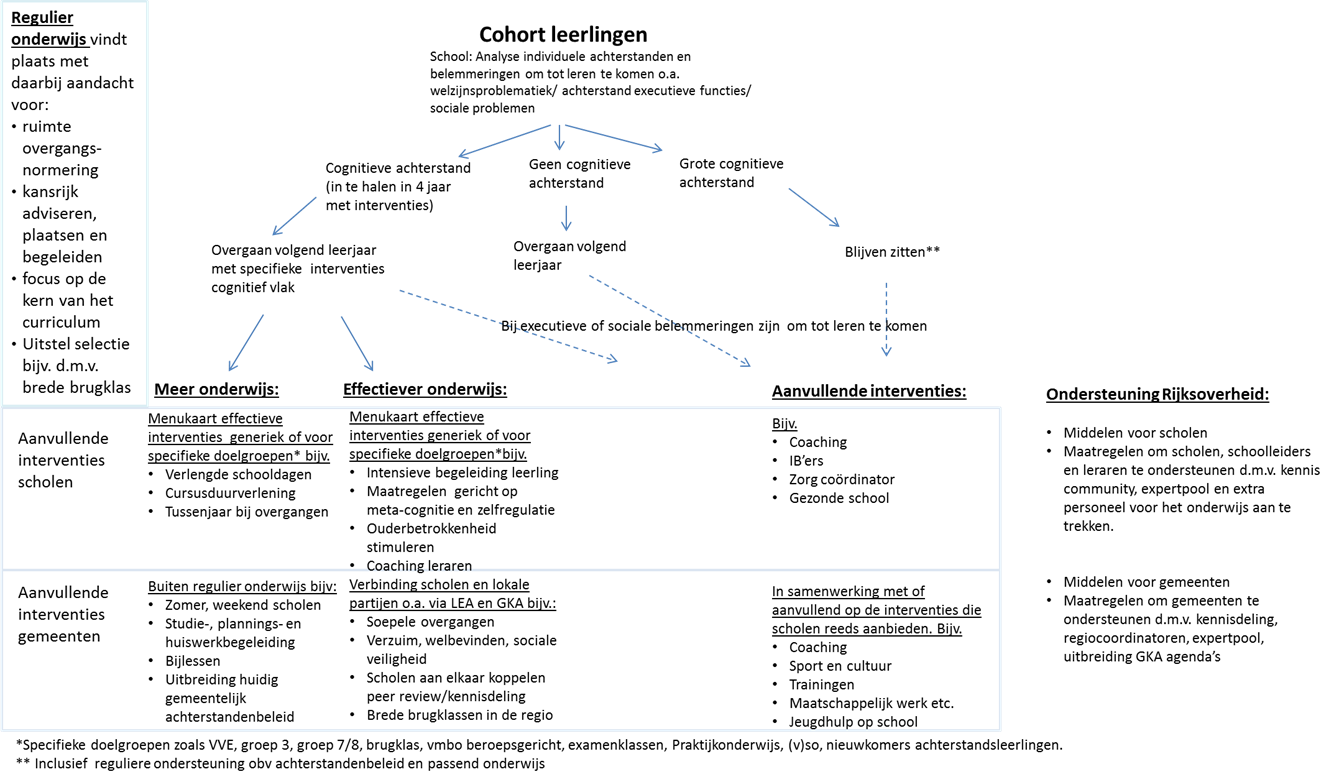 Regulier
onderwijs vindt
plaats met
daarbij aandacht
voor:
• ruimte
overgangs-
normering
• kansrijk
adviseren,
plaatsen en
begeleiden
• focus op de
kern van het
curriculum
• Uitstel selectie
bijv. d.m.v.
brede brugklas
Cohort leerlingen
School: Analyse individuele achterstanden en
belemmeringen om tot leren te komen o.a.
welzijnsproblematiek/ achterstand executieve functies/
sociale problemen
Cognitieve achterstand
(in te halen in 4 jaar
met interventies)
Geen cognitieve
achterstand
Grote cognitieve
achterstand
Overgaan volgend leerjaar
met specifieke interventies
cognitief vlak
Overgaan volgend
leerjaar
Blijven zitten**
Bij executieve of sociale belemmeringen zijn om tot leren te komen
Meer onderwijs:
Effectiever onderwijs:
Aanvullende interventies:
Ondersteuning Rijksoverheid:
Aanvullende
interventies
scholen
Menukaart effectieve
interventies generiek of voor
specifieke doelgroepen* bijv.
• Verlengde schooldagen
• Cursusduurverlening
• Tussenjaar bij overgangen
Menukaart effectieve
interventies generiek of voor
specifieke doelgroepen*bijv.
• Intensieve begeleiding leerling
• Maatregelen gericht op
meta-cognitie en zelfregulatie
• Ouderbetrokkenheid
stimuleren
• Coaching leraren
Bijv.
• Coaching
• IB'ers
• Zorg coördinator
• Gezonde school
• Middelen voor scholen
• Maatregelen om scholen, schoolleiders
en leraren te ondersteunen d.m.v. kennis
community, expertpool en extra
personeel voor het onderwijs aan te
trekken.
Aanvullende
interventies
gemeenten
Buiten regulier onderwijs bijv:
• Zomer, weekend scholen
• Studie-, plannings- en
huiswerkbegeleiding
• Bijlessen
• Uitbreiding huidig
gemeentelijk
achterstandenbeleid
Verbinding scholen en lokale
partijen o.a. via LEA en GKA bijv.:
• Soepele overgangen
• Verzuim, welbevinden, sociale
veiligheid
• Scholen aan elkaar koppelen
peer review/kennisdeling
• Brede brugklassen in de regio
In samenwerking met of
aanvullend op de interventies die
scholen reeds aanbieden. Bijv.
• Coaching
• Sport en cultuur
• Trainingen
• Maatschappelijk werk etc.
• Jeugdhulp op school
• Middelen voor gemeenten
• Maatregelen om gemeenten te
ondersteunen d.m.v. kennisdeling,
regiocoordinatoren, expertpool,
uitbreiding GKA agenda's
*Specifieke doelgroepen zoals VVE, groep 3, groep 7/8, brugklas, vmbo beroepsgericht, examenklassen, Praktijkonderwijs, (v)so, nieuwkomers achterstandsleerlingen.
** Inclusief reguliere ondersteuning obv achterstandenbeleid en passend onderwijs